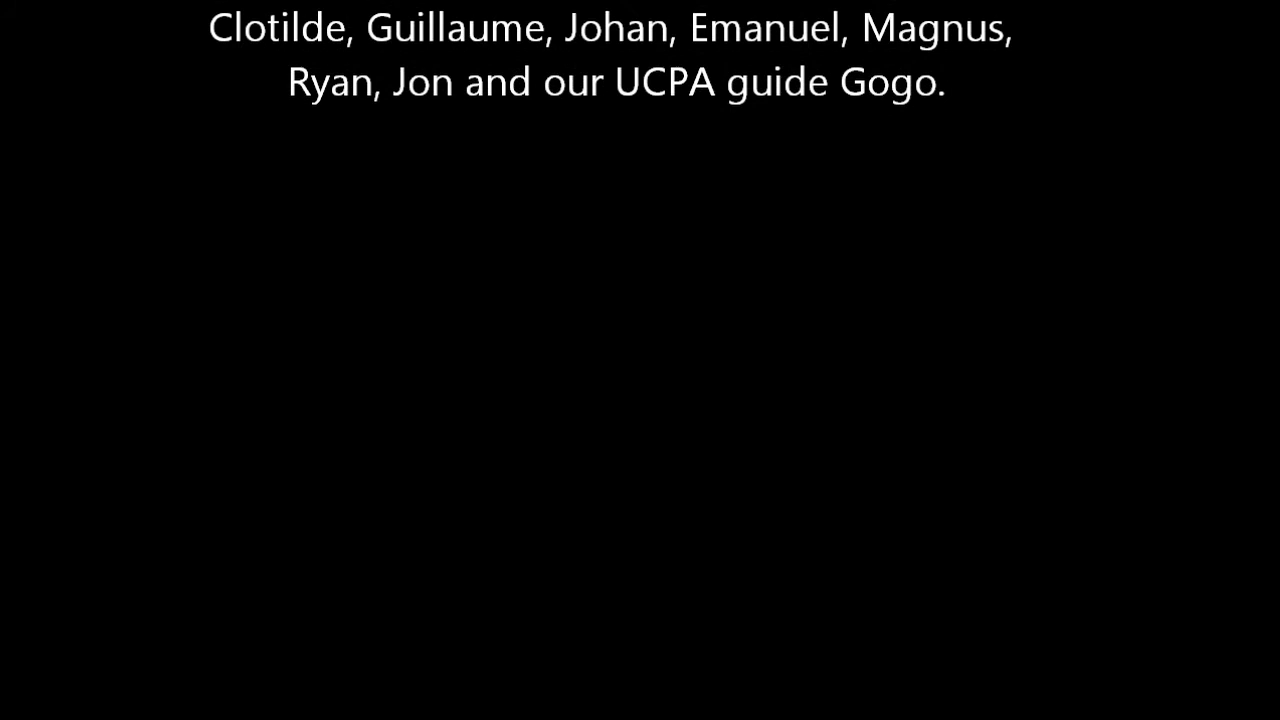 Clotilde, Guillaume, Johan, Emanuel, Magnus,
Ryan, Jon and our UCPA guide Gogo.